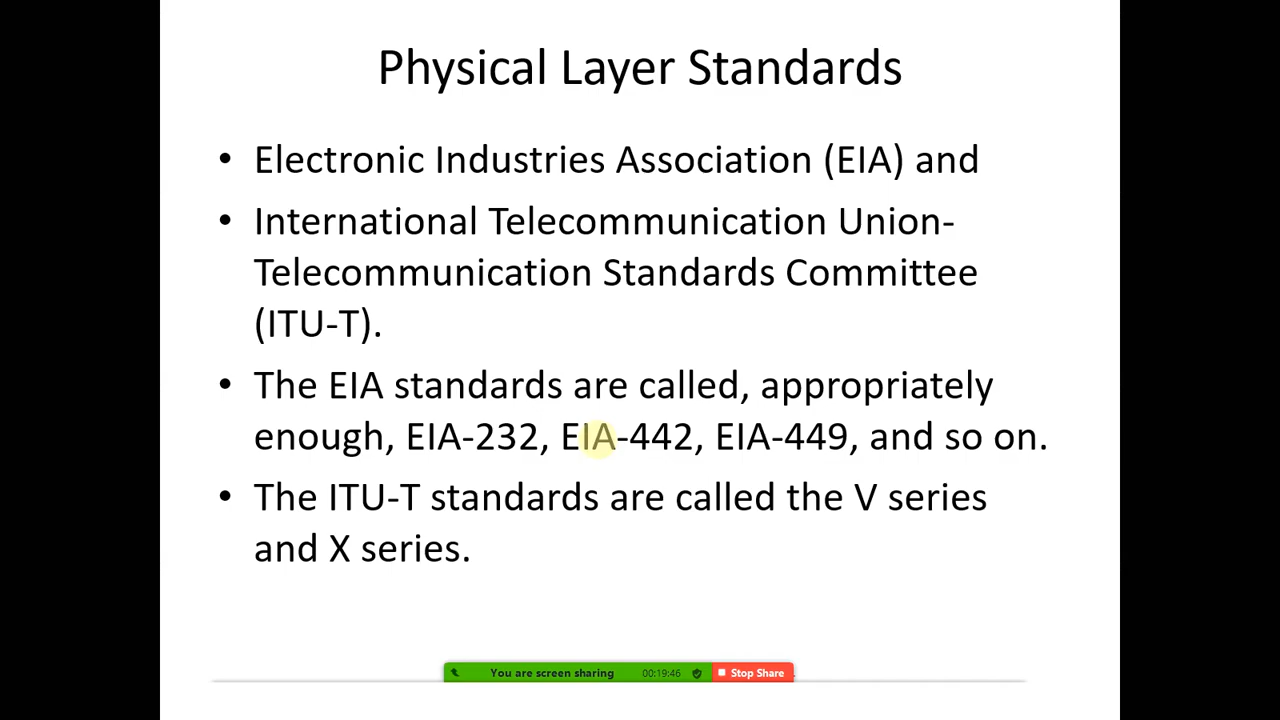 Physical Layer Standards
• Electronic Industries Association (EIA) and
• International Telecommunication Union-
Telecommunication Standards Committee
(ITU-T).
• The EIA standards are called, appropriately
enough, EIA-232, EIA-442, EIA-449, and so on.
• The ITU-T standards are called the V series
and X series.
You are screen sharing 00:19:46 Stop Share